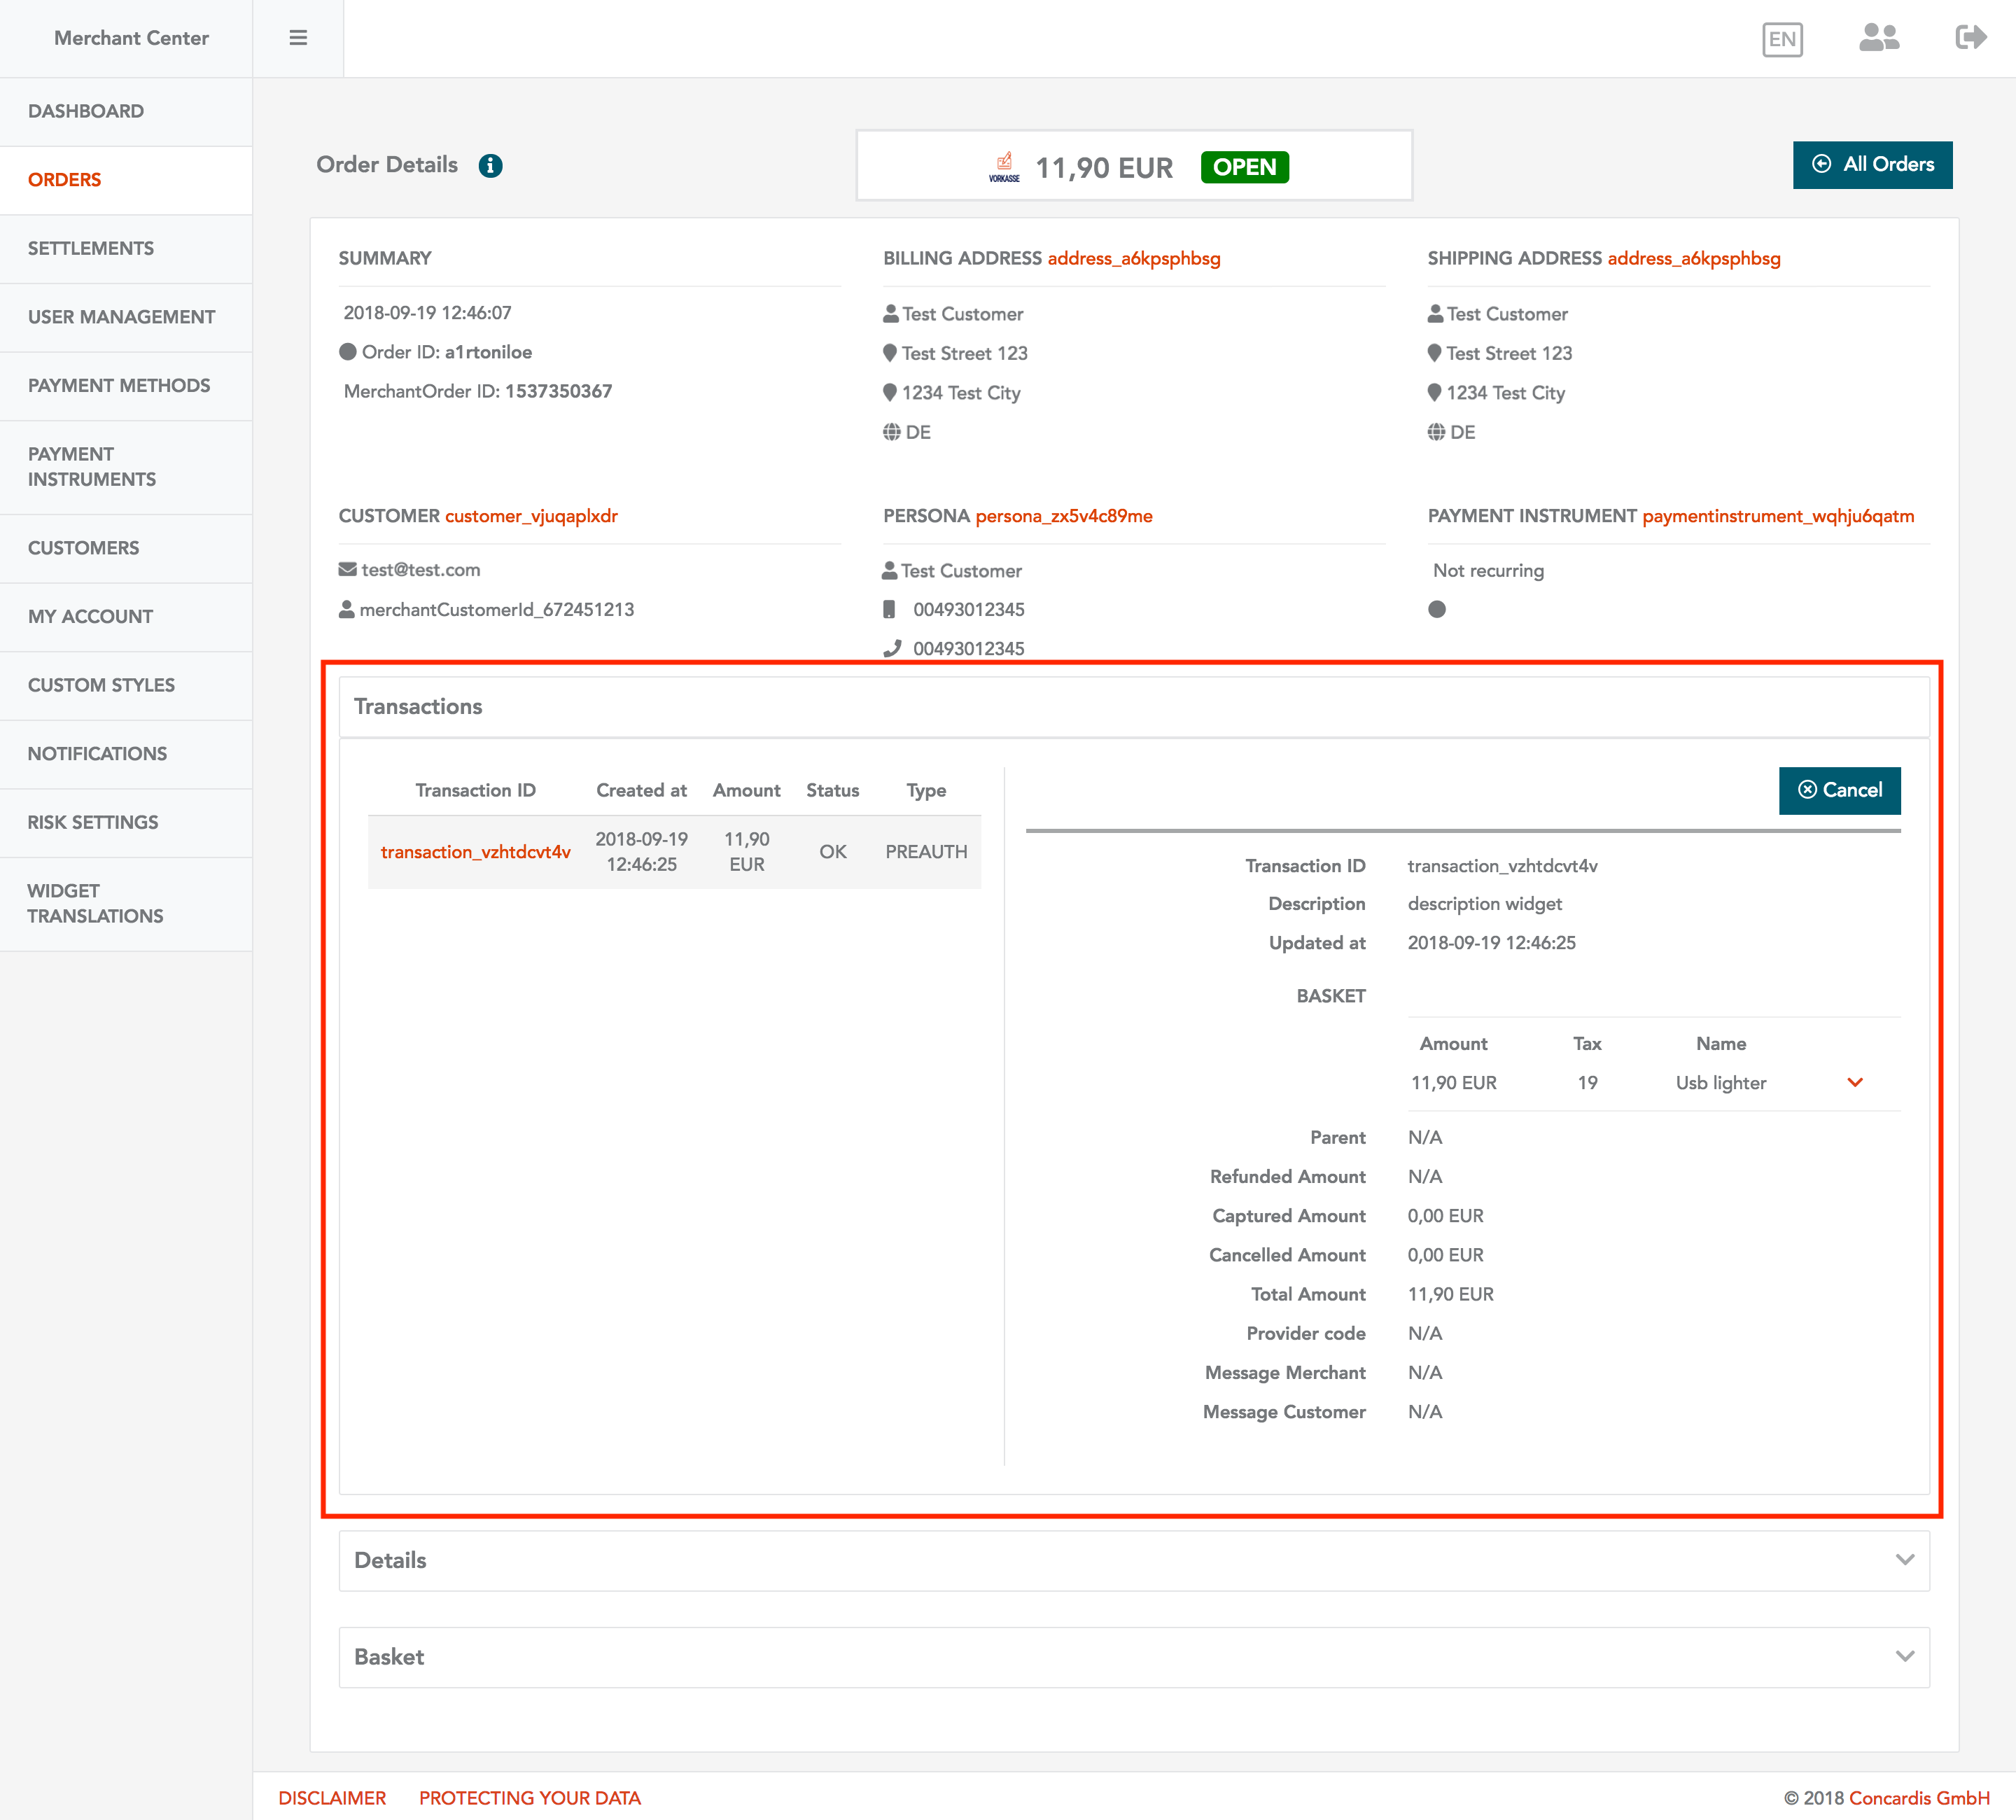 Merchant Center
EN
DASHBOARD
ORDERS
SETTLEMENTS
USER MANAGEMENT
PAYMENT METHODS
PAYMENT
INSTRUMENTS
CUSTOMERS
MY ACCOUNT
CUSTOM STYLES
NOTIFICATIONS
RISK SETTINGS
WIDGET
TRANSLATIONS
Order Details
VORKASSE 11,90 EUR OPEN
All Orders
SUMMARY
2018-09-19 12:46:07
Order ID: a1rtoniloe
MerchantOrder ID: 1537350367
BILLING ADDRESS address_a6kpsphbsg
Test Customer
Test Street 123
1234 Test City
DE
SHIPPING ADDRESS address_a6kpsphbsg
Test Customer
Test Street 123
1234 Test City
DE
CUSTOMER customer_vjuqaplxdr
test@test.com
merchantCustomerId_672451213
PERSONA persona_zx5v4c89me
Test Customer
00493012345
00493012345
PAYMENT INSTRUMENT paymentinstrument_wqhju6qatm
Not recurring
Transactions
Transaction ID Created at Amount Status Type
transaction_vzhtdcvt4v 2018-09-19 12:46:25 11,90 EUR OK PREAUTH
Cancel
Transaction ID transaction_vzhtdcvt4v
Description description widget
Updated at 2018-09-19 12:46:25
BASKET
Amount Tax Name
11,90 EUR 19 Usb lighter
Parent N/A
Refunded Amount N/A
Captured Amount 0,00 EUR
Cancelled Amount 0,00 EUR
Total Amount 11,90 EUR
Provider code N/A
Message Merchant N/A
Message Customer N/A
Details
Basket
DISCLAIMER PROTECTING YOUR DATA
© 2018 Concardis GmbH